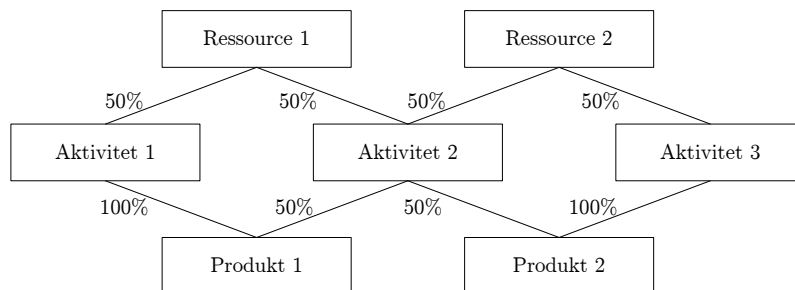 Ressource 1
Ressource 2
50%
50%
50%
50%
Aktivitet 1
Aktivitet 2
Aktivitet 3
100%
50%
50%
100%
Produkt 1
Produkt 2